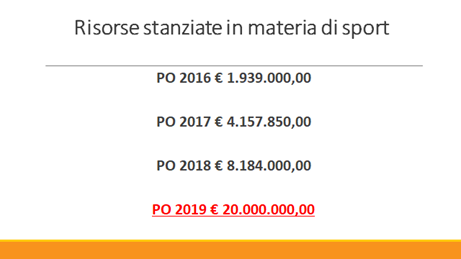 Risorse stanziate in materia di sport
PO 2016 € 1.939.000,00
PO 2017 € 4.157.850,00
PO 2018 € 8.184.000,00
PO 2019 € 20.000.000,00